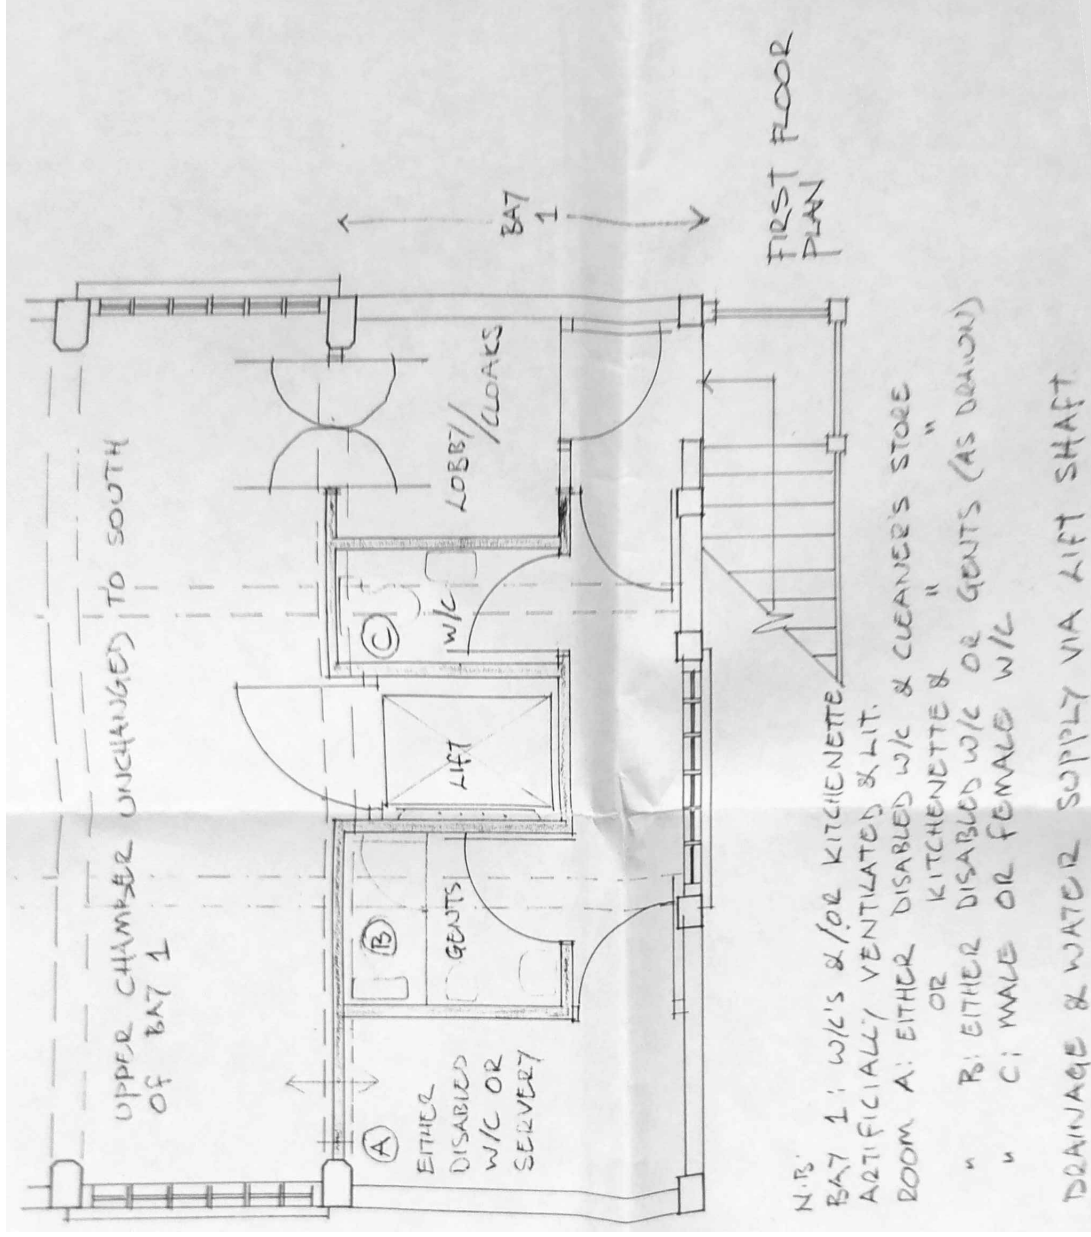 UPPER CHAMBER UNCHANGED TO SOUTH
OF BAY 1
A
EITHER
DISABLED
W/C OR
SERVERY
B
GENTS
LIFT
C
W/C
LOBBY/
/CLOAKS
BAY
1
FIRST FLOOR
PLAN
N.B.
BAY 1: W/C'S &/OR KITCHENETTE
ARTIFICIALLY VENTILATED & LIT.
ROOM A: EITHER DISABLED W/C & CLEANER'S STORE
OR KITCHENETTE & " "
" B: EITHER DISABLED W/C OR GENTS (AS DRAWN)
" C: MALE OR FEMALE W/C
DRAINAGE & WATER SUPPLY VIA LIFT SHAFT.